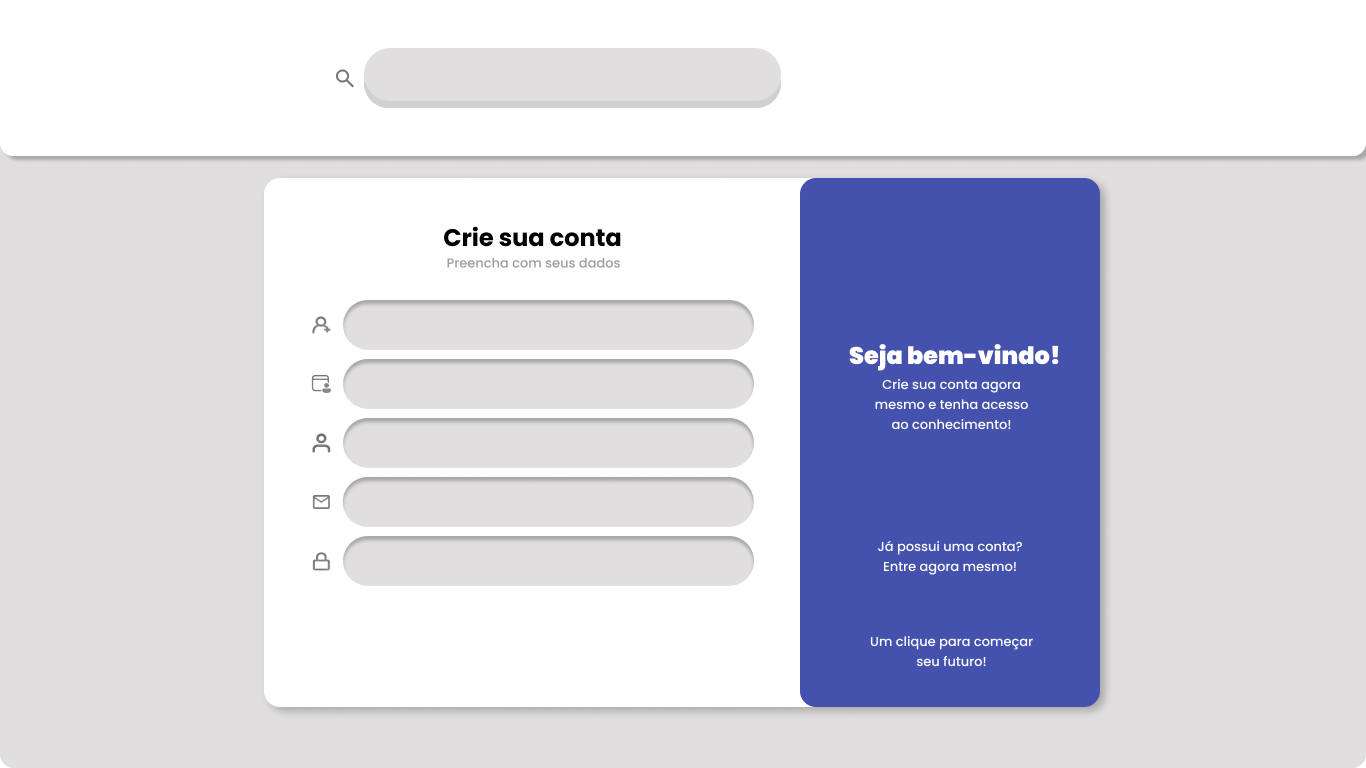 Crie sua conta
Preencha com seus dados
Seja bem-vindo!
Crie sua conta agora
mesmo e tenha acesso
ao conhecimento!
Já possui uma conta?
Entre agora mesmo!
Um clique para começar
seu futuro!